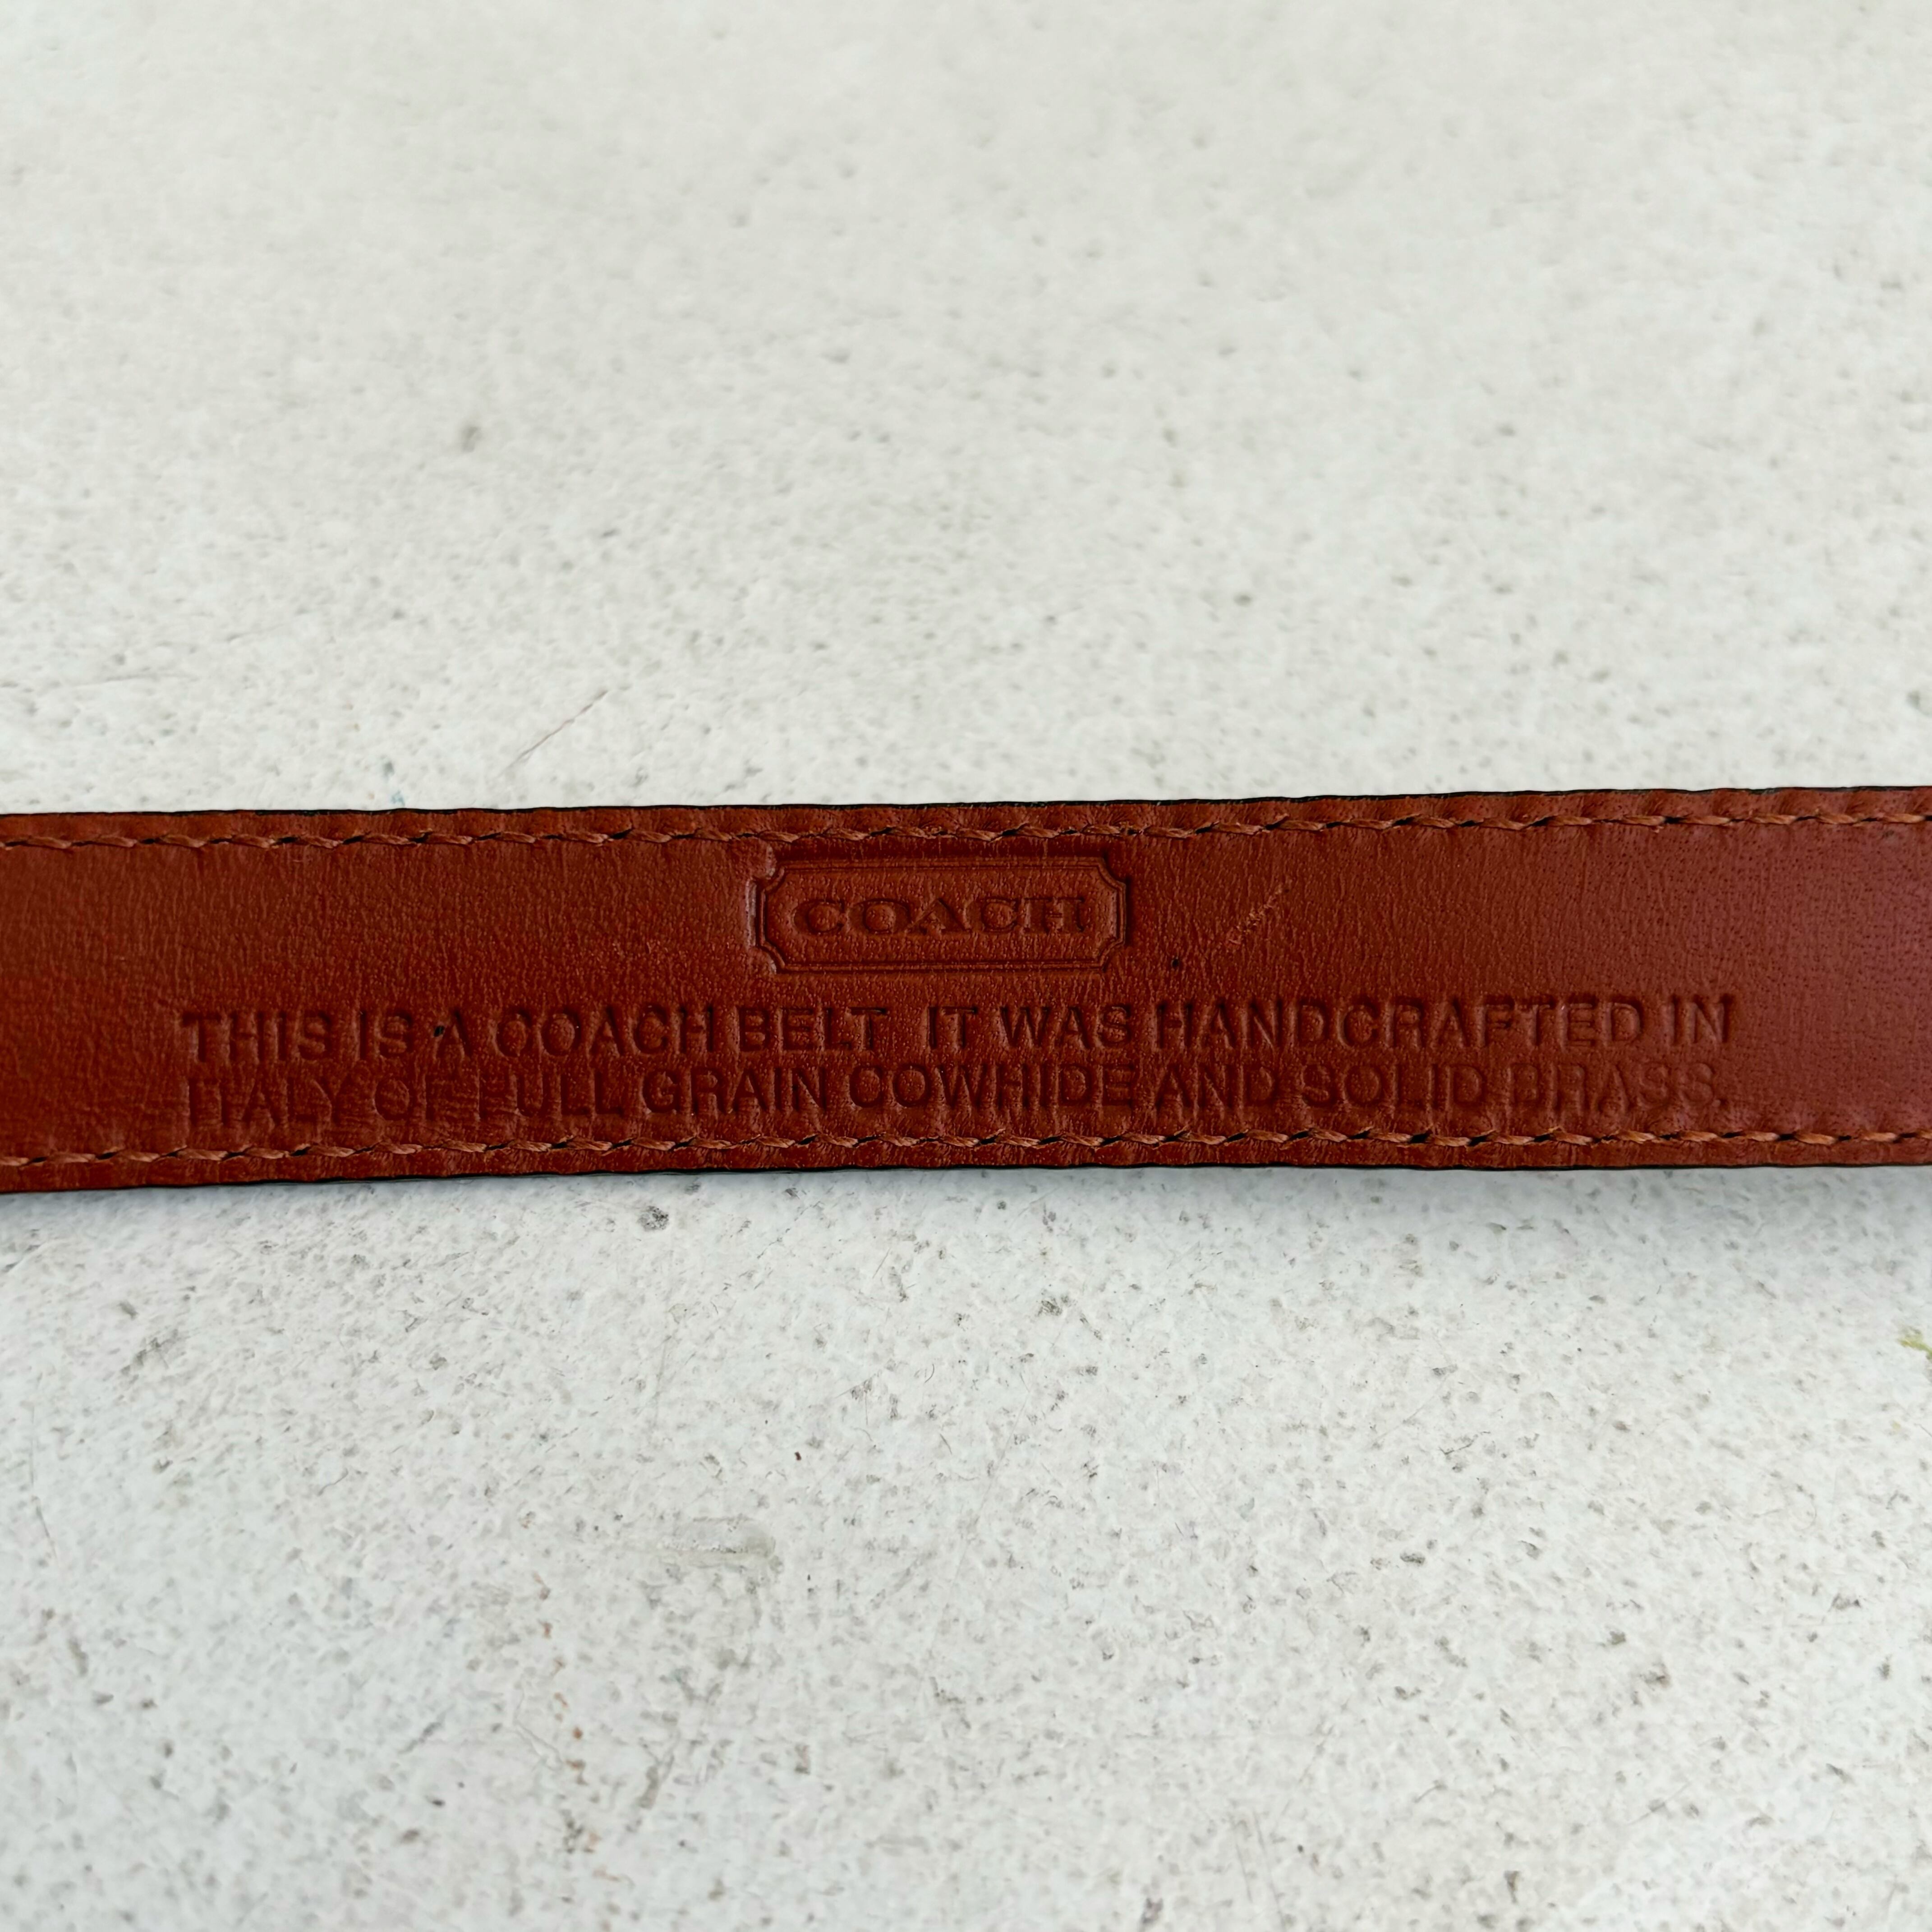 COACH
THIS IS A COACH BELT IT WAS HANDCRAFTED IN
ITALY OF FULL GRAIN COWHIDE AND SOLID BRASS.